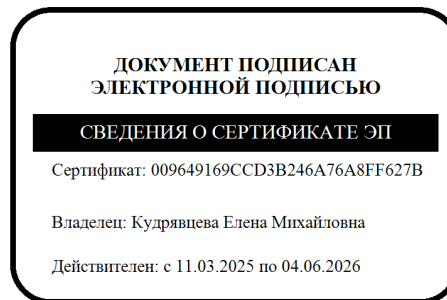 ДОКУМЕНТ ПОДПИСАН
ЭЛЕКТРОННОЙ ПОДПИСЬЮ
СВЕДЕНИЯ О СЕРТИФИКАТЕ ЭП
Сертификат: 009649169CCD3B246A76A8FF627B
Владелец: Кудрявцева Елена Михайловна
Действителен: с 11.03.2025 по 04.06.2026